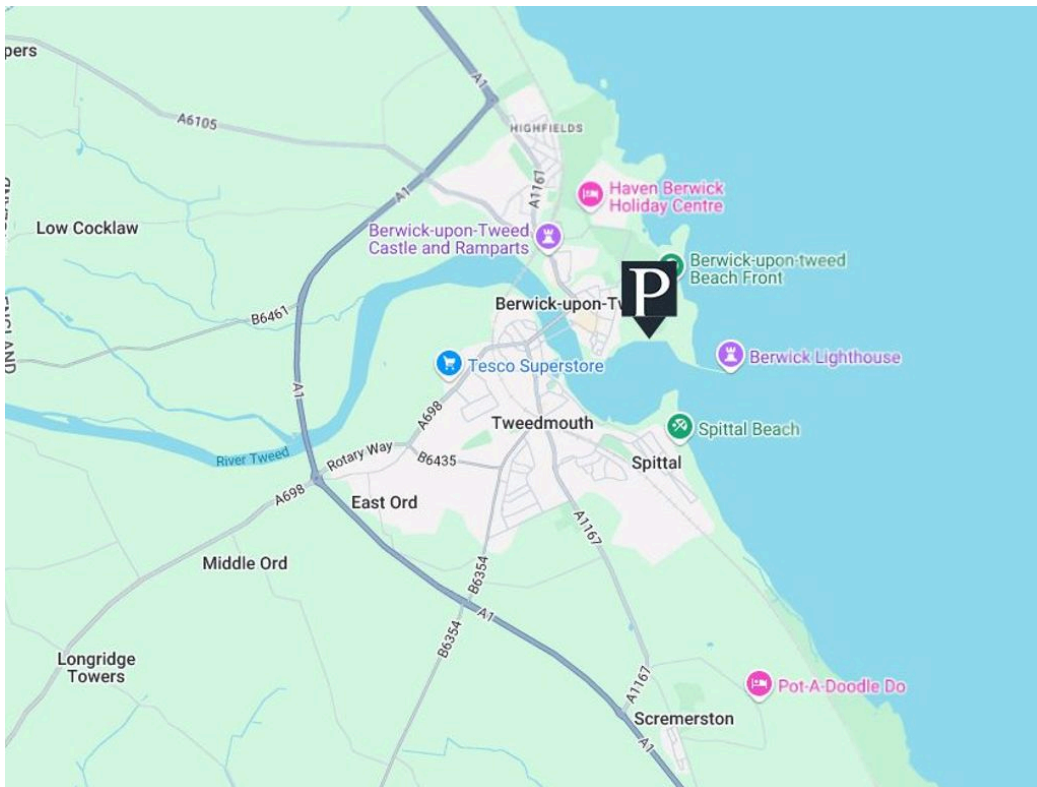 A1
pers
A6105
HIGHFIELDS
A1167
Haven Berwick
Holiday Centre
A1
Low Cocklaw
Berwick-upon-Tweed
Castle and Ramparts
Berwick-upon-tweed
Beach Front
P
Berwick-upon-Tw
B6461
ENGLAND
Berwick Lighthouse
Tesco Superstore
A1
A698
Tweedmouth
Spittal Beach
River Tweed
Rotary Way
B6435
Spittal
A698
East Ord
A1167
Middle Ord
B6354
A1
B6354
Longridge
Towers
A1167
Pot-A-Doodle Do
Scremerston
A1